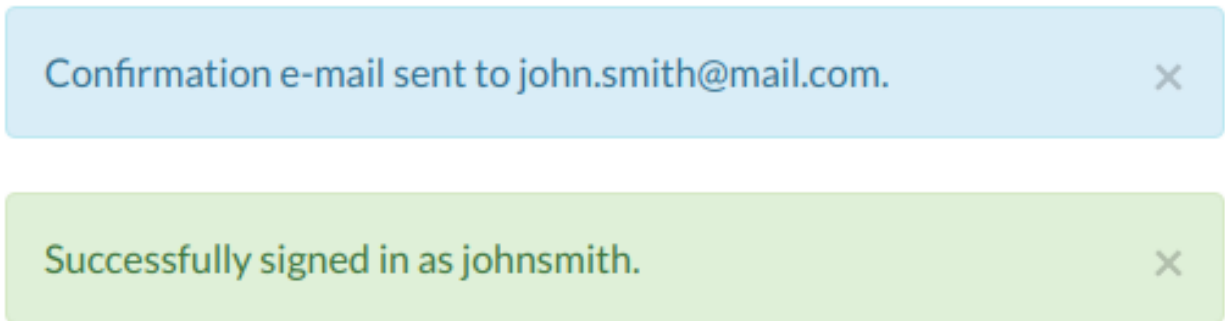 Confirmation e-mail sent to john.smith@mail.com.
Successfully signed in as johnsmith.